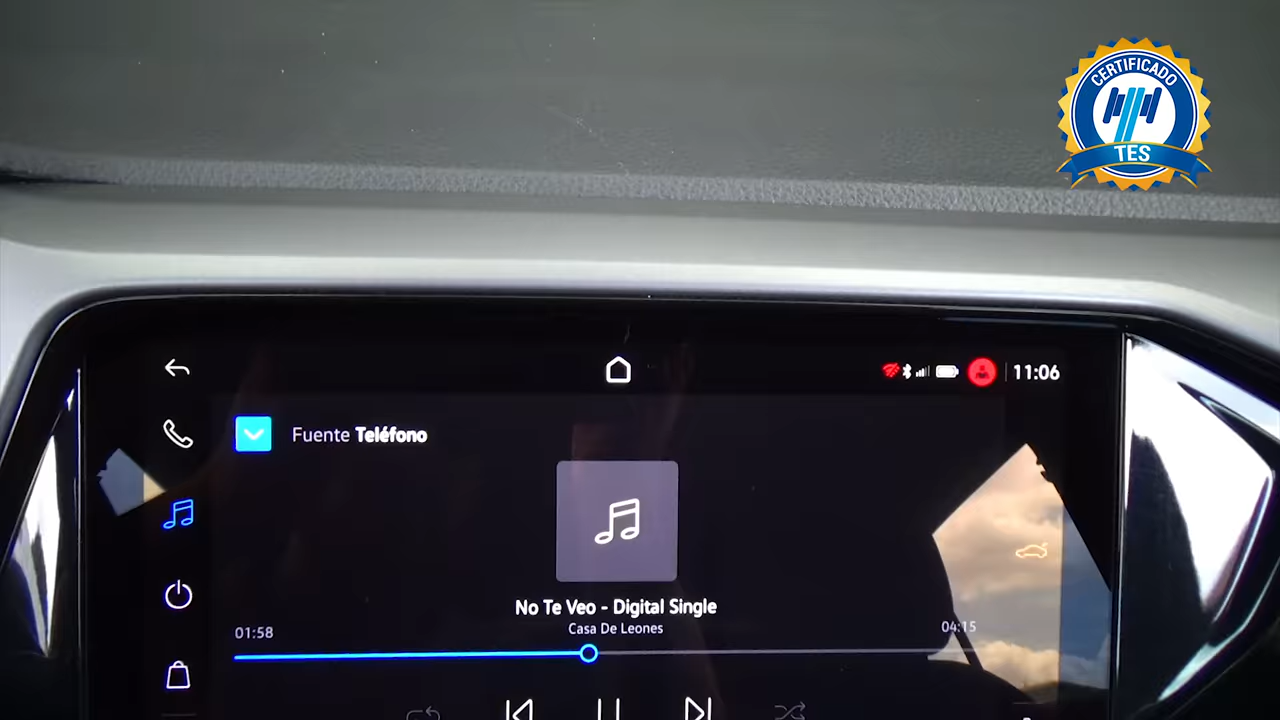 CERTIFICADO
TES
11:06
Fuente Teléfono
No Te Veo - Digital Single
Casa De Leones
01:58
04:15